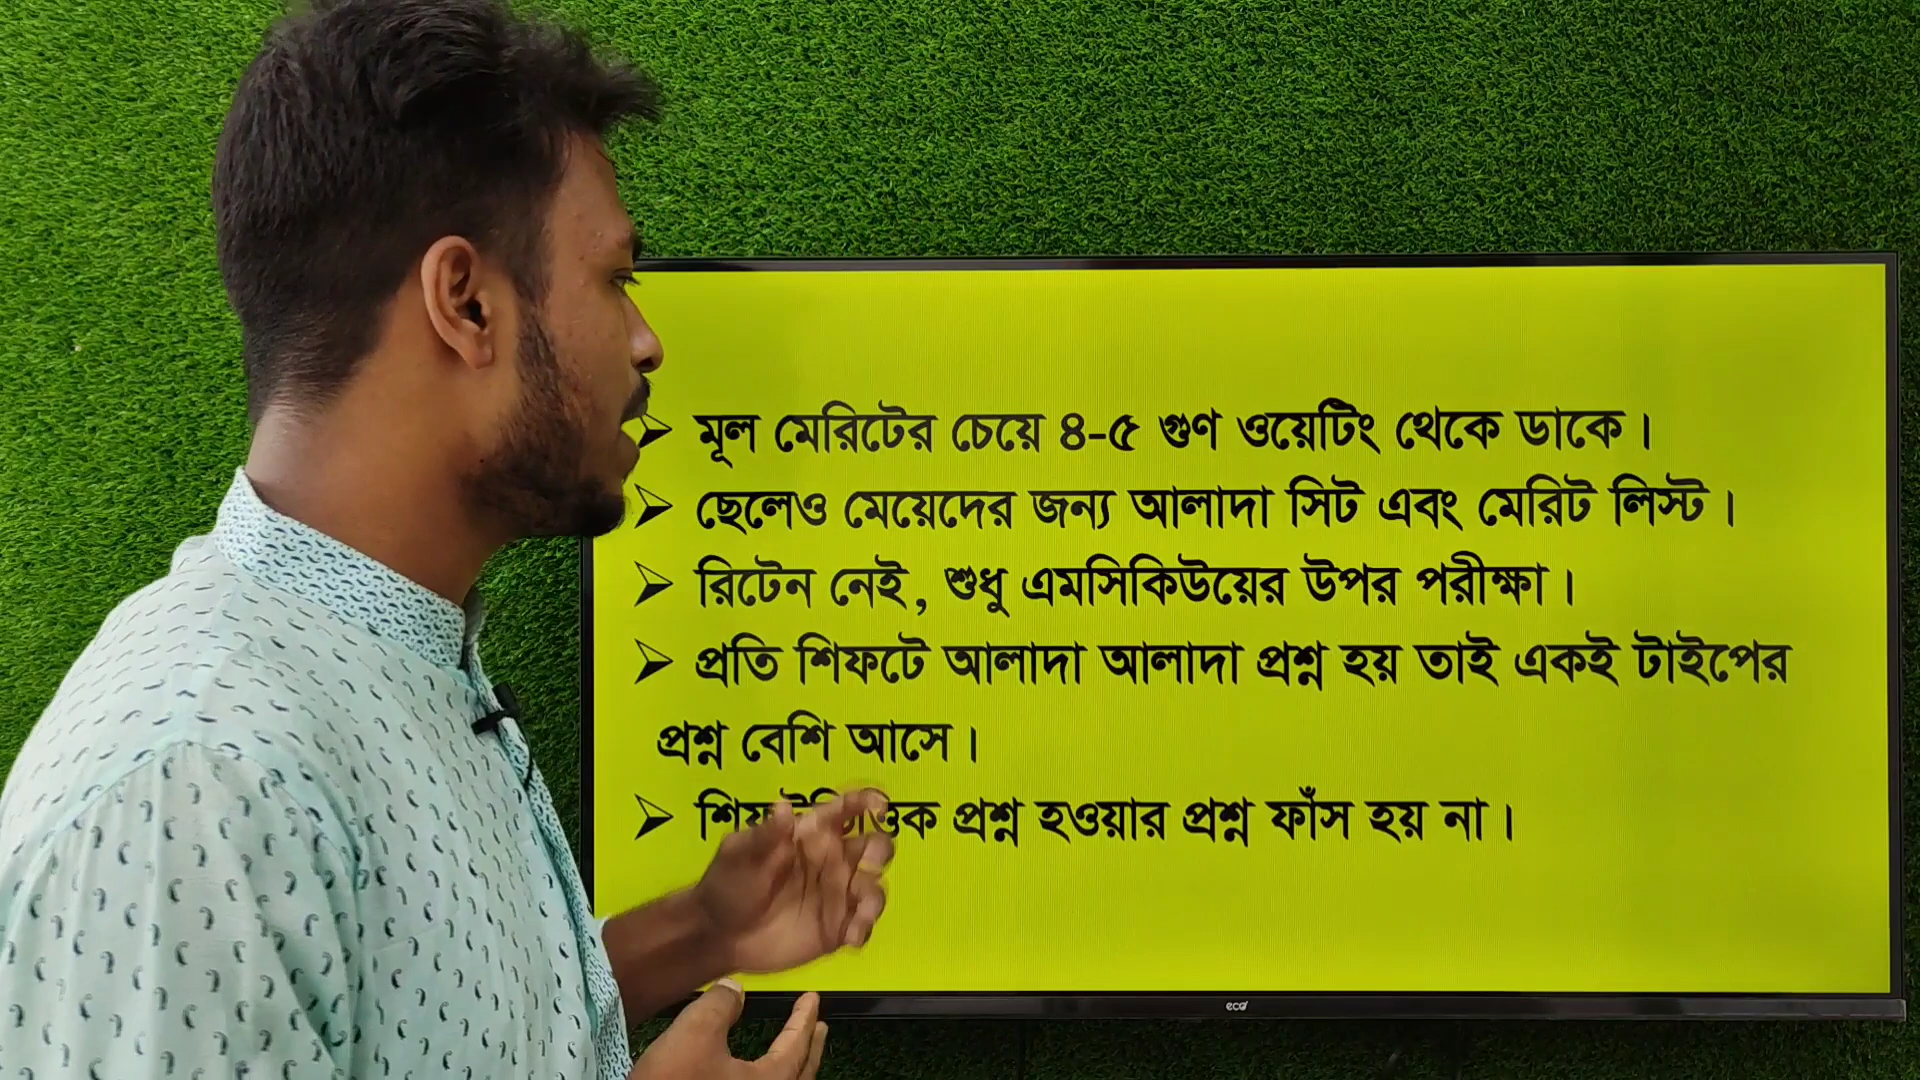 ➢ মূল মেরিটের চেয়ে ৪-৫ গুণ ওয়েটিং থেকে ডাকে।
➢ ছেলেও মেয়েদের জন্য আলাদা সিট এবং মেরিট লিস্ট।
➢ রিটেন নেই, শুধু এমসিকিউয়ের উপর পরীক্ষা।
➢ প্রতি শিফটে আলাদা আলাদা প্রশ্ন হয় তাই একই টাইপের
প্রশ্ন বেশি আসে।
➢ প্রশ্ন হওয়ার প্রশ্ন ফাঁস হয় না।
eco